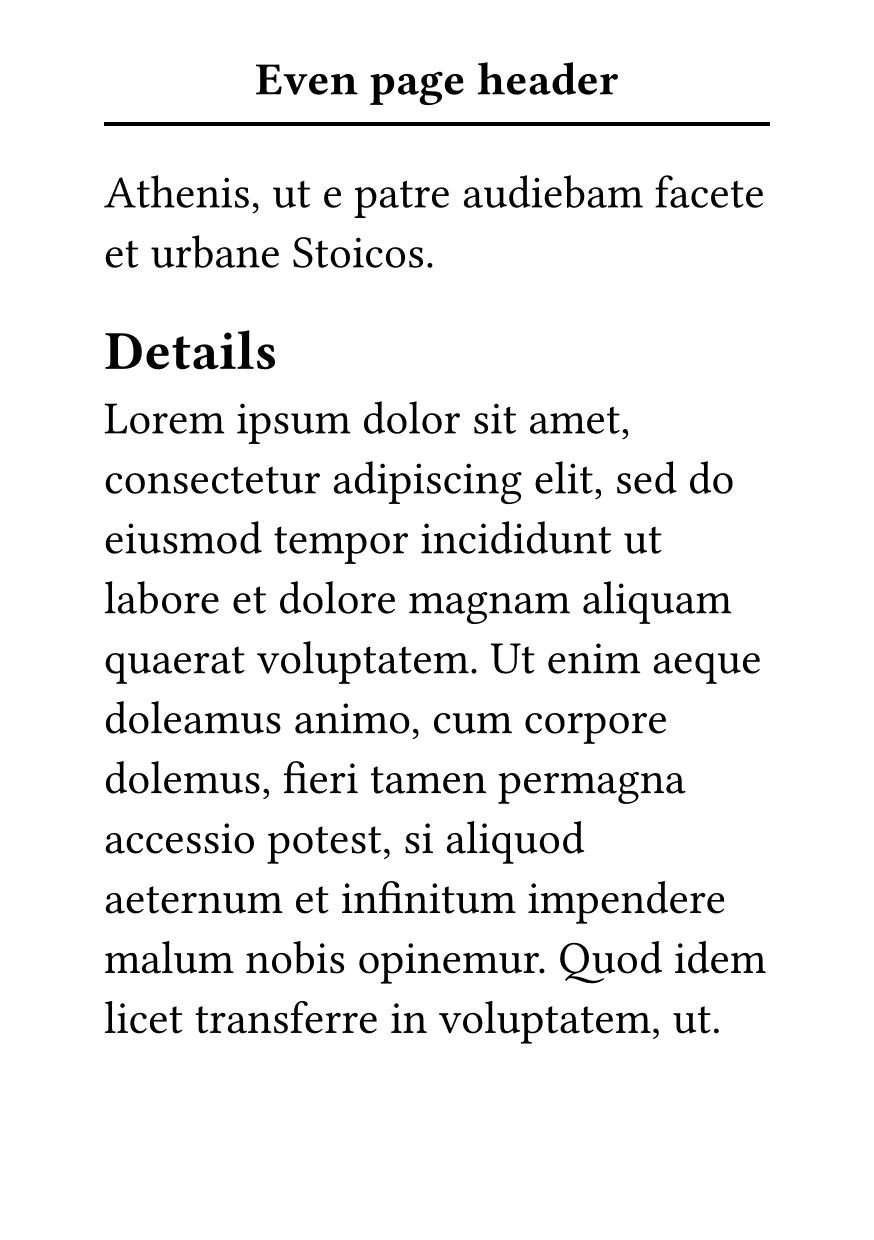 Even page header
Athenis, ut e patre audiebam facete
et urbane Stoicos.
Details
Lorem ipsum dolor sit amet,
consectetur adipiscing elit, sed do
eiusmod tempor incididunt ut
labore et dolore magnam aliquam
quaerat voluptatem. Ut enim aeque
doleamus animo, cum corpore
dolemus, fieri tamen permagna
accessio potest, si aliquod
aeternum et infinitum impendere
malum nobis opinemur. Quod idem
licet transferre in voluptatem, ut.